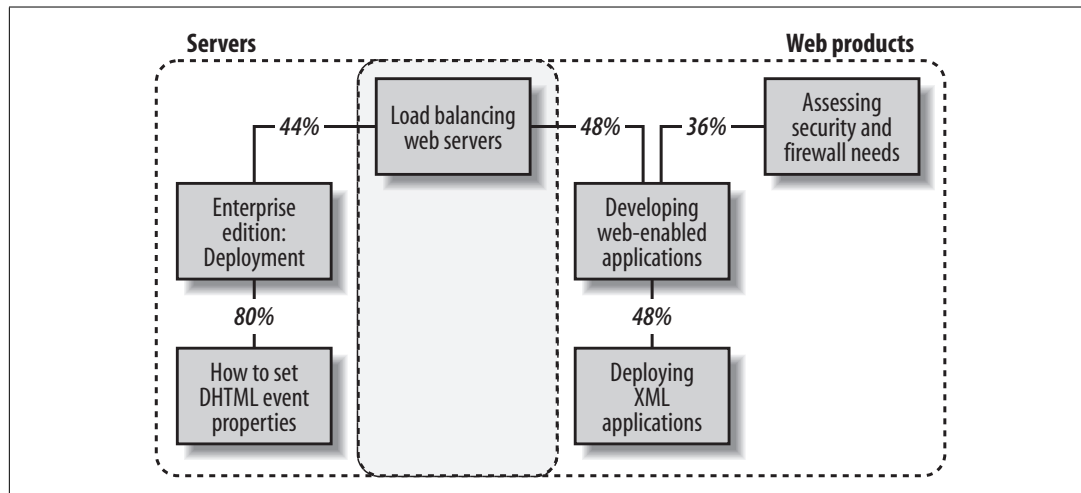 Servers
Web products
44%
Load balancing
web servers
48%
36%
Assessing
security and
firewall needs
Enterprise
edition:
Deployment
Developing
web-enabled
applications
80%
48%
How to set
DHTML event
properties
Deploying
XML
applications